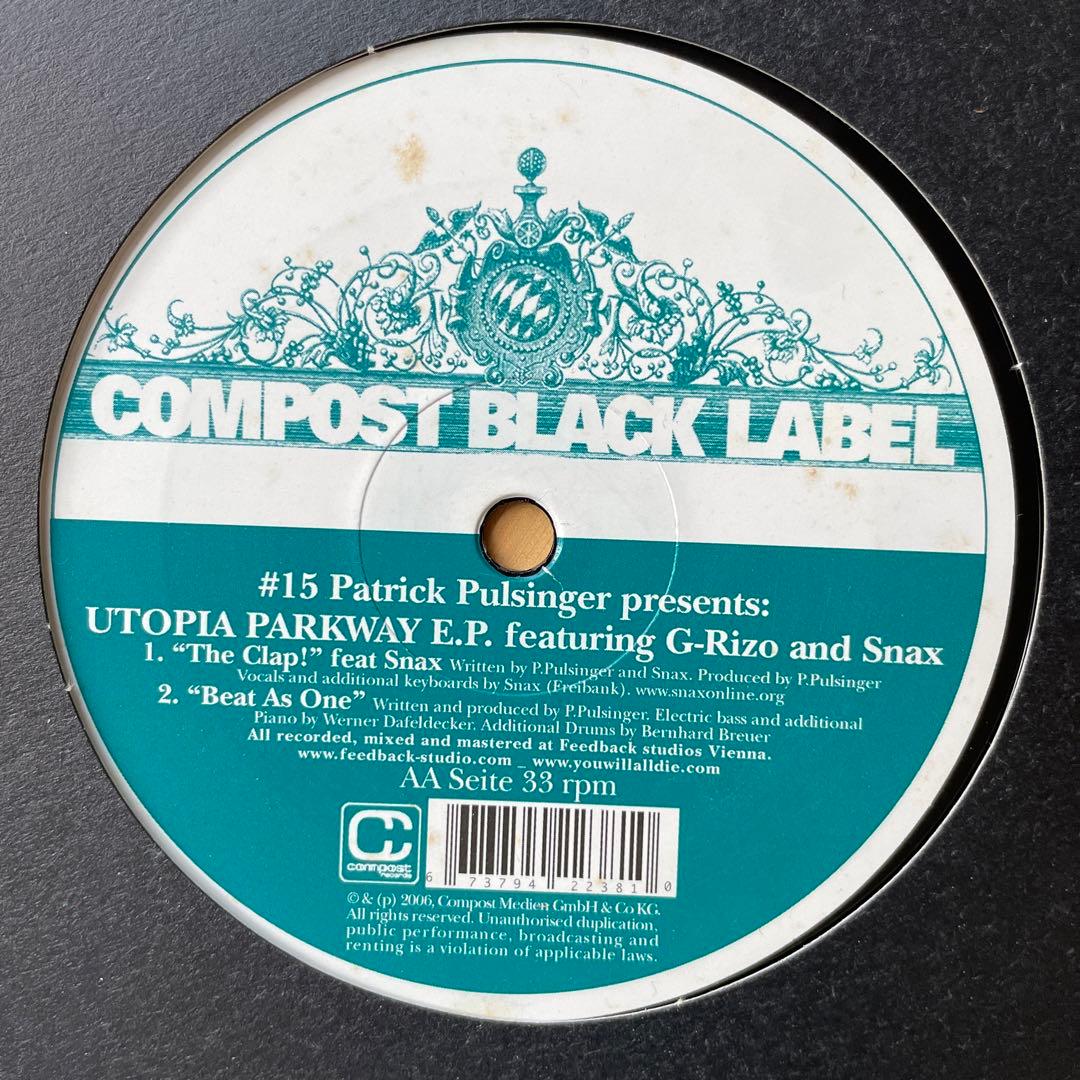 COMPOST BLACK LABEL
#15 Patrick Pulsinger presents:
UTOPIA PARKWAY E.P. featuring G-Rizo and Snax
1. “The Clap!” feat Snax Written by P.Pulsinger and Snax. Produced by P.Pulsinger
Vocals and additional keyboards by Snax (Freibank). www.snaxonline.org
2. “Beat As One” Written and produced by P.Pulsinger. Electric bass and additional
Piano by Werner Dafeldecker. Additional Drums by Bernhard Breuer
All recorded, mixed and mastered at Feedback studios Vienna.
www.feedback-studio.com _ www.youwillalldie.com
AA Seite 33 rpm
compost
records
6 73794 22381 0
© & (p) 2006, Compost Medien GmbH & Co KG.
All rights reserved. Unauthorised duplication,
public performance, broadcasting and
renting is a violation of applicable laws.